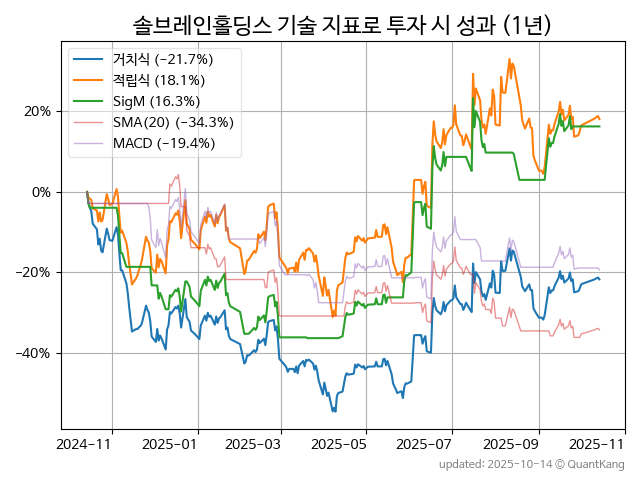 솔브레인홀딩스 기술 지표로 투자 시 성과 (1년)
거치식 (−21.7%)
적립식 (18.1%)
SigM (16.3%)
SMA(20) (−34.3%)
MACD (−19.4%)
20%
0%
−20%
−40%
2024−11
2025−01
2025−03
2025−05
2025−07
2025−09
2025−11
updated: 2025-10-14 © QuantKang